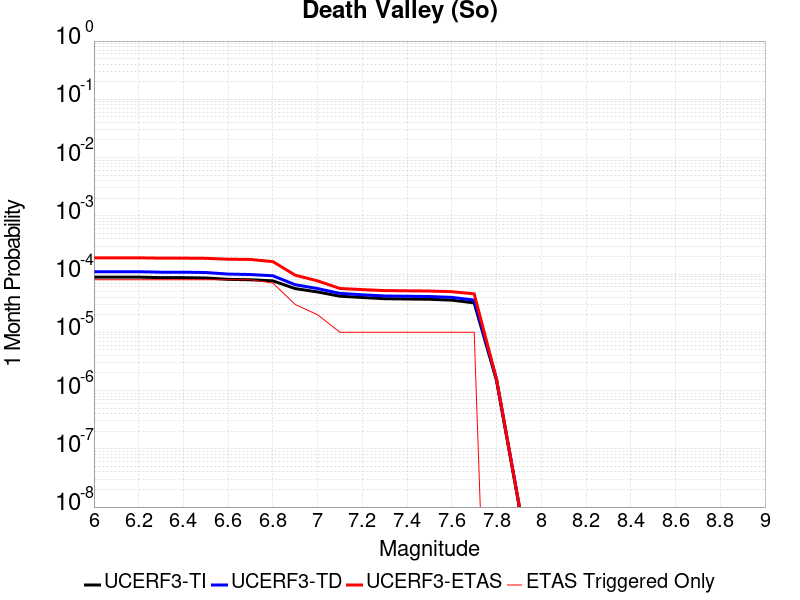 Death Valley (So)
1 Month Probability
10^0
10^-1
10^-2
10^-3
10^-4
10^-5
10^-6
10^-7
10^-8
6 6.2 6.4 6.6 6.8 7 7.2 7.4 7.6 7.8 8 8.2 8.4 8.6 8.8 9
Magnitude
UCERF3-TI UCERF3-TD UCERF3-ETAS ETAS Triggered Only